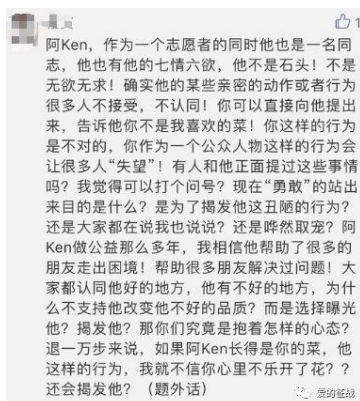 1
阿Ken，作为一个志愿者的同时他也是一名同
志，他也有他的七情六欲，他不是石头！不是
无欲无求！确实他的某些亲密的动作或者行为
很多人不接受，不认同！你可以直接向他提出
来，告诉他你不是我喜欢的菜！你这样的行为
是不对的，你作为一个公众人物这样的行为会
让很多人“失望”！有人和他正面提过这些事情
吗？我觉得可以打个问号？现在“勇敢”的站出
来目的是什么？是为了揭发他这丑陋的行为？
还是大家都在说我也说说？还是哗然取宠？阿
Ken做公益那么多年，我相信他帮助了很多的
朋友走出困境！帮助很多朋友解决过问题！大
家都认同他好的地方，他有不好的地方，为什
么不支持他改变他不好的品质？而是选择曝光
他？揭发他？那你们究竟是抱着怎样的心态？
退一万步来说，如果阿Ken长得是你的菜，他
这样的行为，我就不信你心里不乐开了花？？
还会揭发他？（题外话）
爱的征战